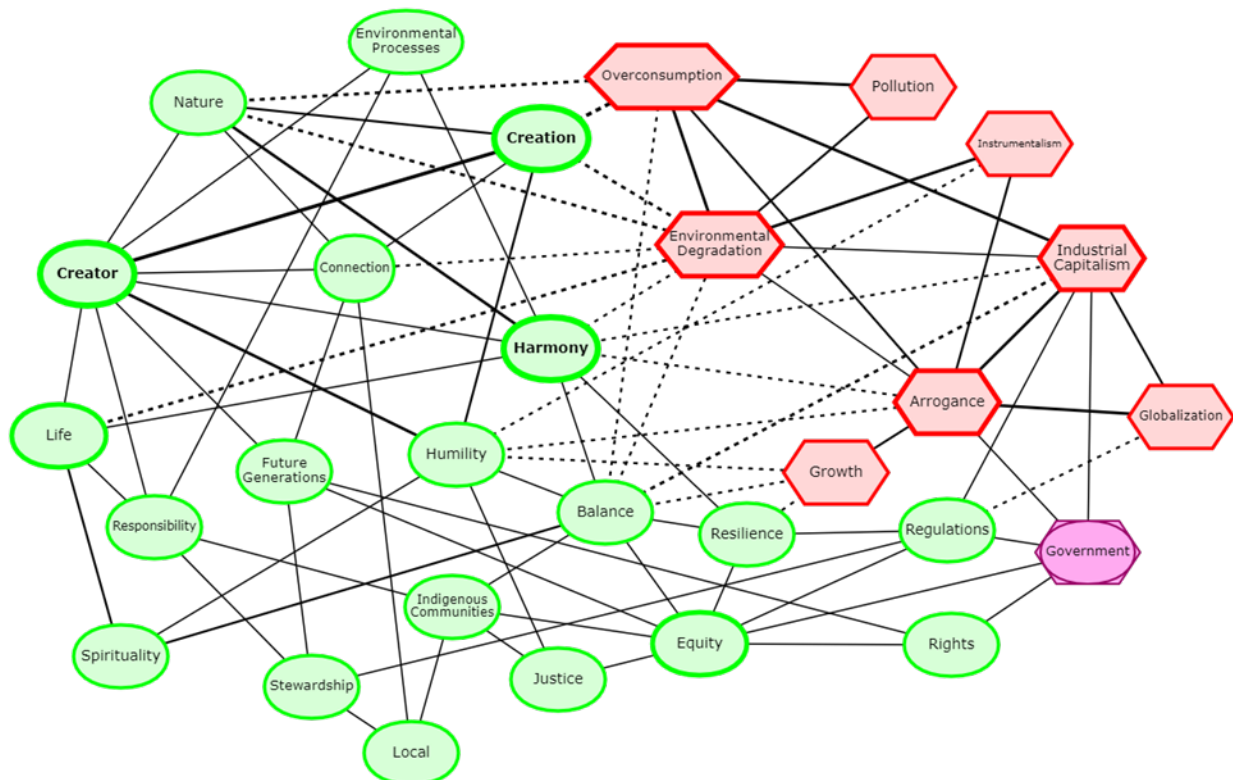 Environmental
Processes
Overconsumption
Pollution
Nature
Creation
Instrumentalism
Environmental
Degradation
Industrial
Capitalism
Creator
Connection
Harmony
Arrogance
Globalization
Life
Humility
Future
Generations
Growth
Balance
Responsibility
Resilience
Regulations
Government
Indigenous
Communities
Spirituality
Equity
Rights
Stewardship
Justice
Local